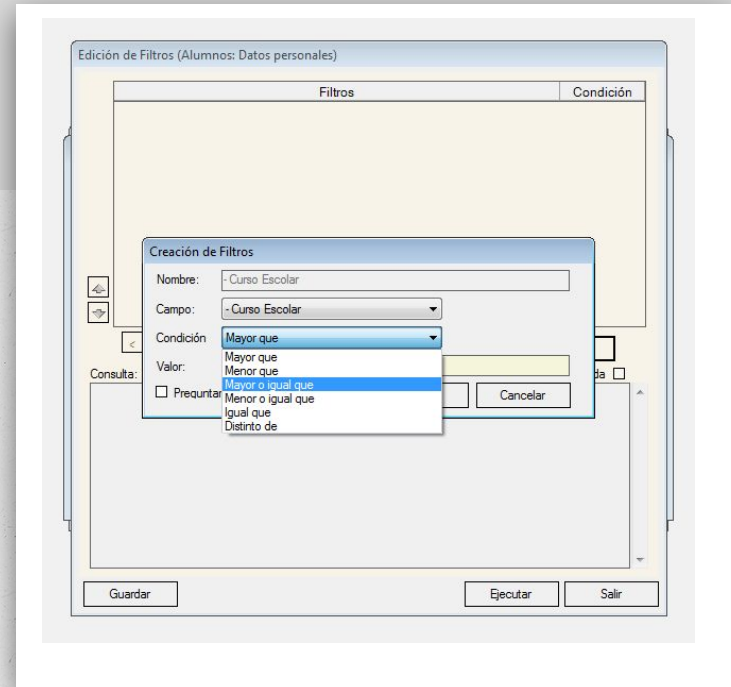 Edición de Filtros (Alumnos: Datos personales)
Filtros Condición
Creación de Filtros
Nombre: - Curso Escolar
Campo: - Curso Escolar
Condición Mayor que
Mayor que
Valor:
Menor que
Consulta: da
Mayor o igual que
Preguntar Cancelar
Menor o igual que
Igual que
Distinto de
Guardar Ejecutar Salir